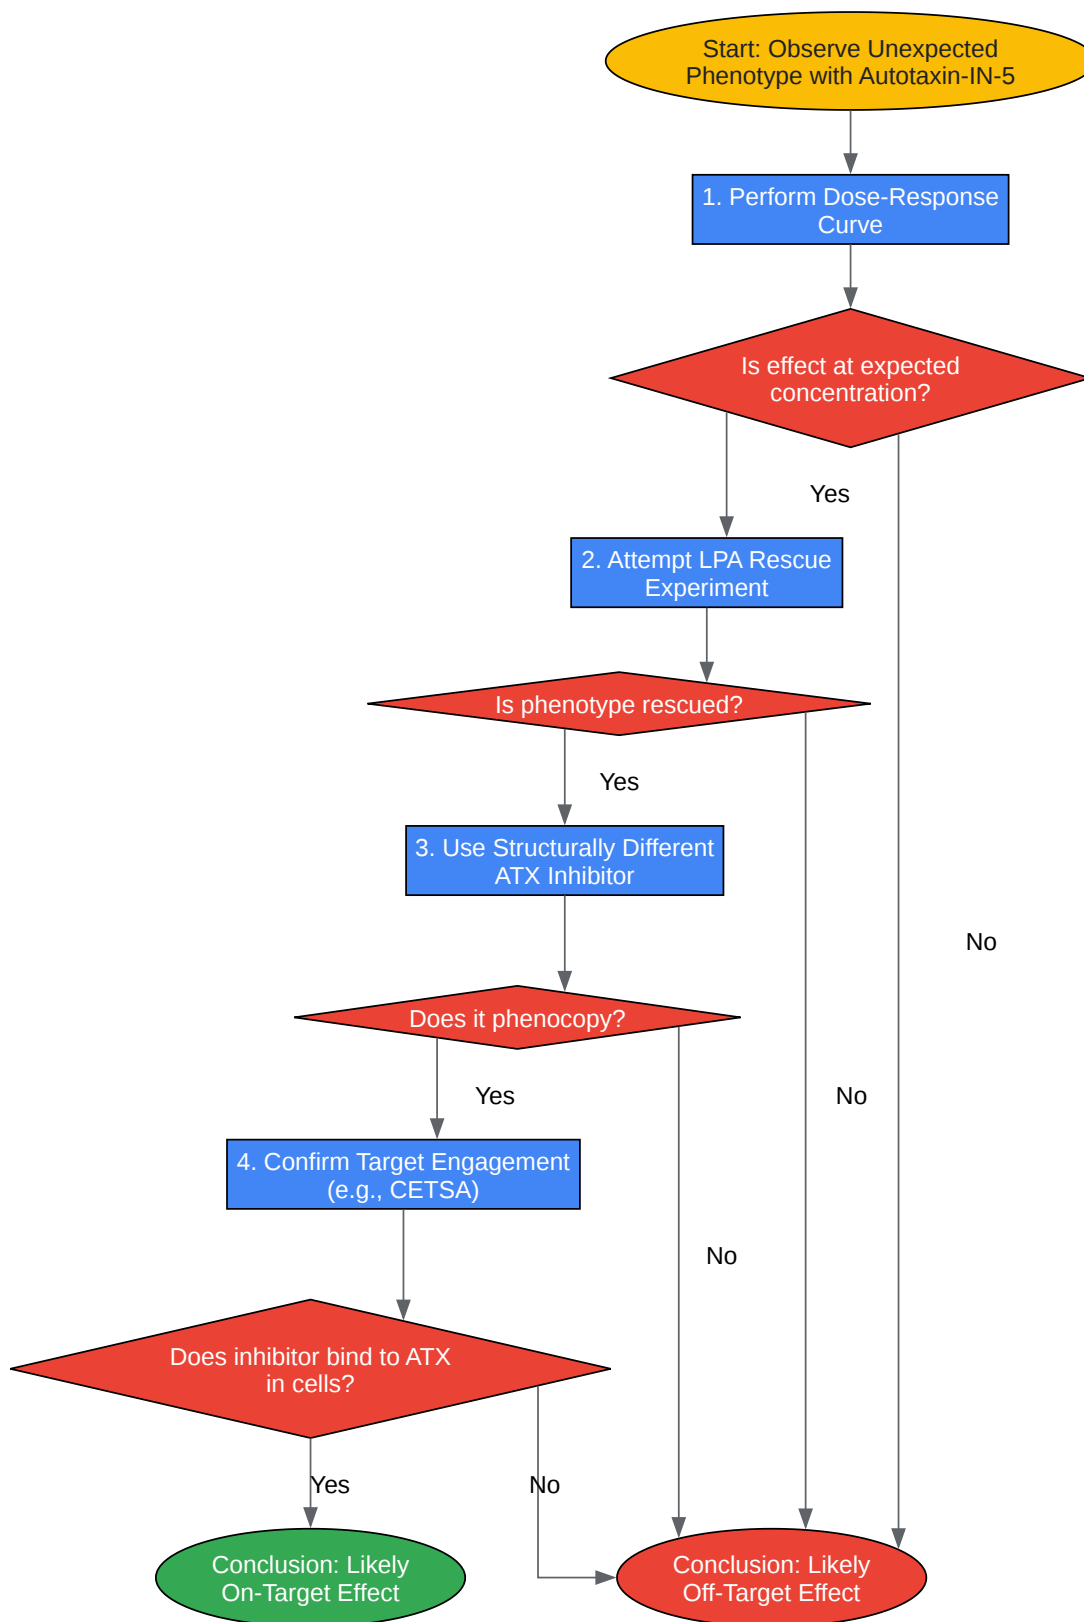 Start: Observe Unexpected
Phenotype with Autotaxin-IN-5
1. Perform Dose-Response
Curve
Is effect at expected
concentration?
Yes
2. Attempt LPA Rescue
Experiment
Is phenotype rescued?
Yes
3. Use Structurally Different
ATX Inhibitor
No
Does it phenocopy?
Yes
No
4. Confirm Target Engagement
(e.g., CETSA)
No
Does inhibitor bind to ATX
in cells?
Yes
No
Conclusion: Likely
On-Target Effect
Conclusion: Likely
Off-Target Effect